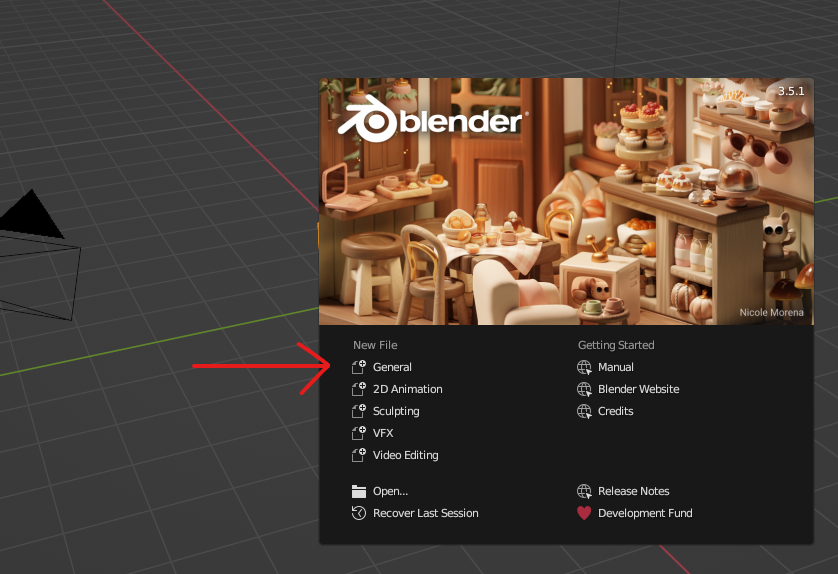 3.5.1
blender
Nicole Morena
New File
General
2D Animation
Sculpting
VFX
Video Editing
Open...
Recover Last Session
Getting Started
Manual
Blender Website
Credits
Release Notes
Development Fund